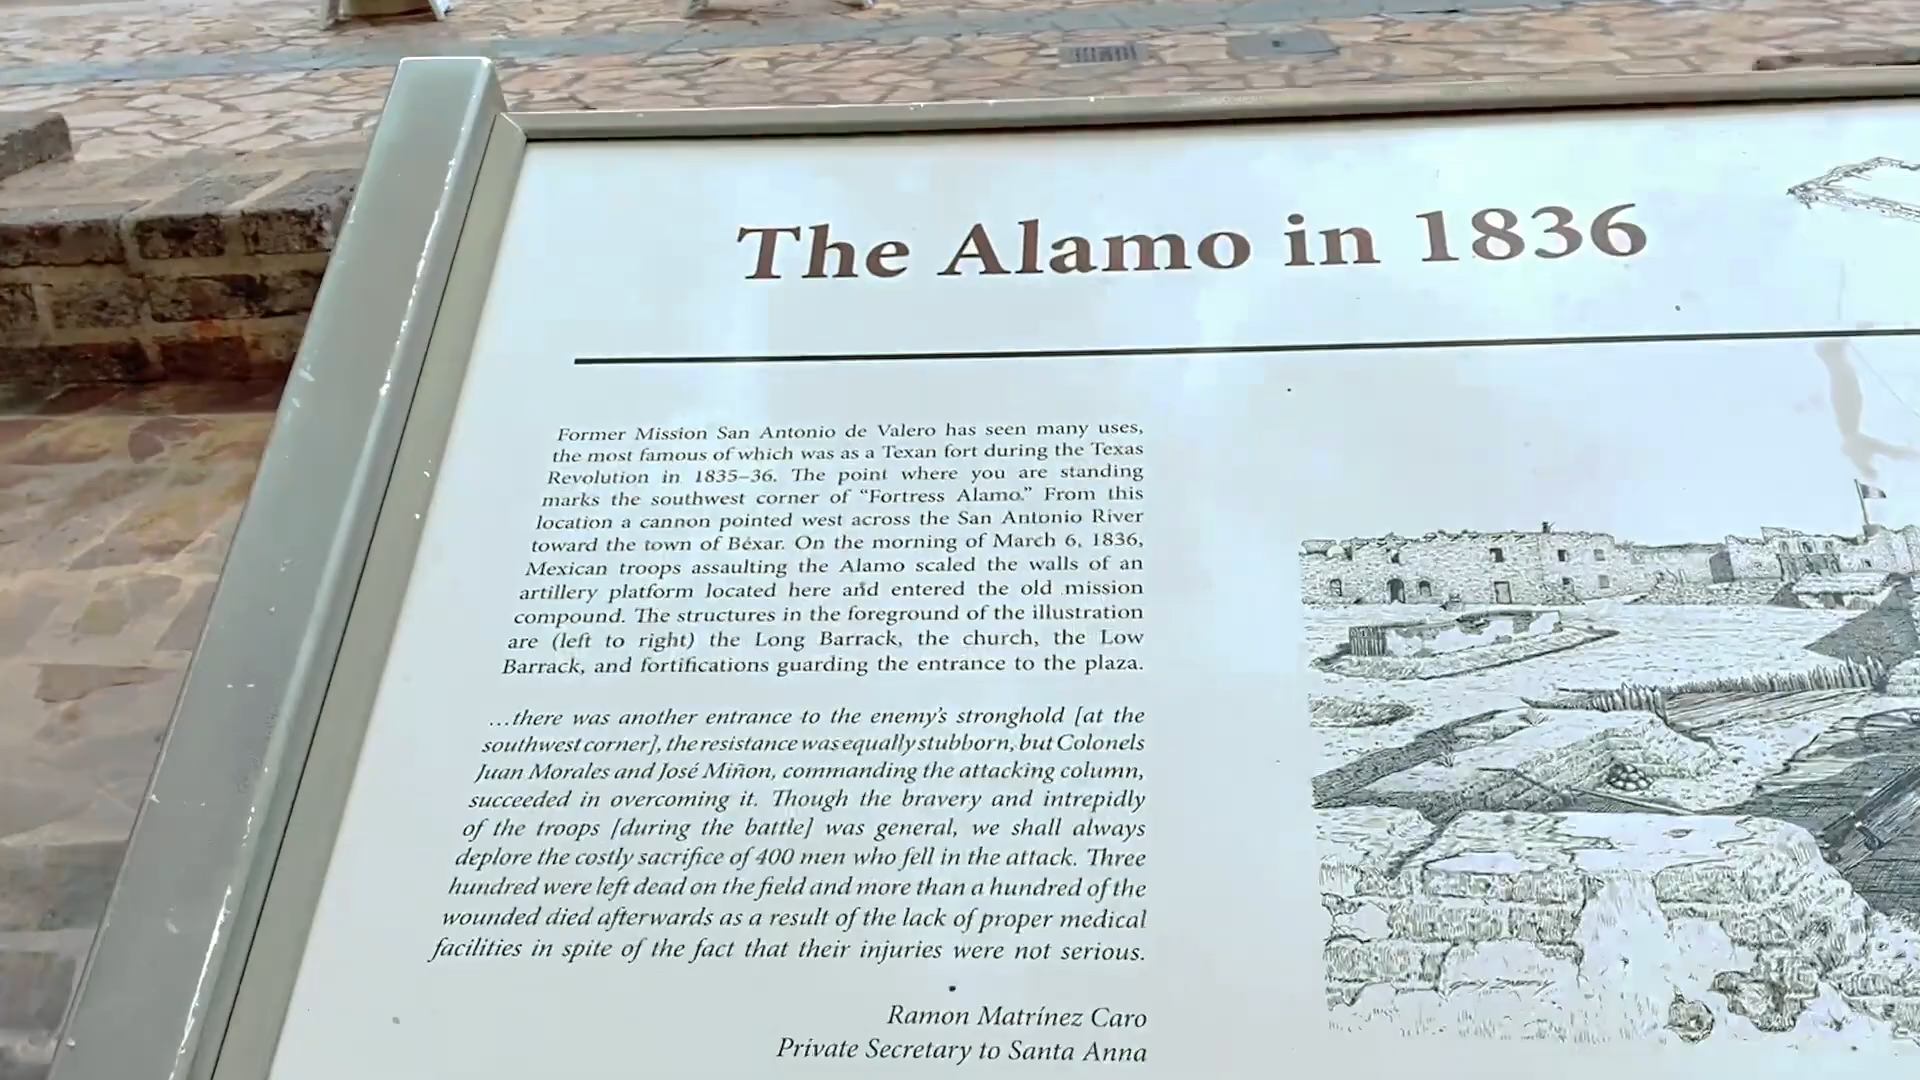 The Alamo in 1836
Former Mission San Antonio de Valero has seen many uses,
the most famous of which was as a Texan fort during the Texas
Revolution in 1835–36. The point where you are standing
marks the southwest corner of “Fortress Alamo.” From this
location a cannon pointed west across the San Antonio River
toward the town of Béxar. On the morning of March 6, 1836,
Mexican troops assaulting the Alamo scaled the walls of an
artillery platform located here and entered the old mission
compound. The structures in the foreground of the illustration
are (left to right) the Long Barrack, the church, the Low
Barrack, and fortifications guarding the entrance to the plaza.
...there was another entrance to the enemy’s stronghold [at the
southwest corner], the resistance was equally stubborn, but Colonels
Juan Morales and José Miñon, commanding the attacking column,
succeeded in overcoming it. Though the bravery and intrepidly
of the troops [during the battle] was general, we shall always
deplore the costly sacrifice of 400 men who fell in the attack. Three
hundred were left dead on the field and more than a hundred of the
wounded died afterwards as a result of the lack of proper medical
facilities in spite of the fact that their injuries were not serious.
Ramon Matrínez Caro
Private Secretary to Santa Anna